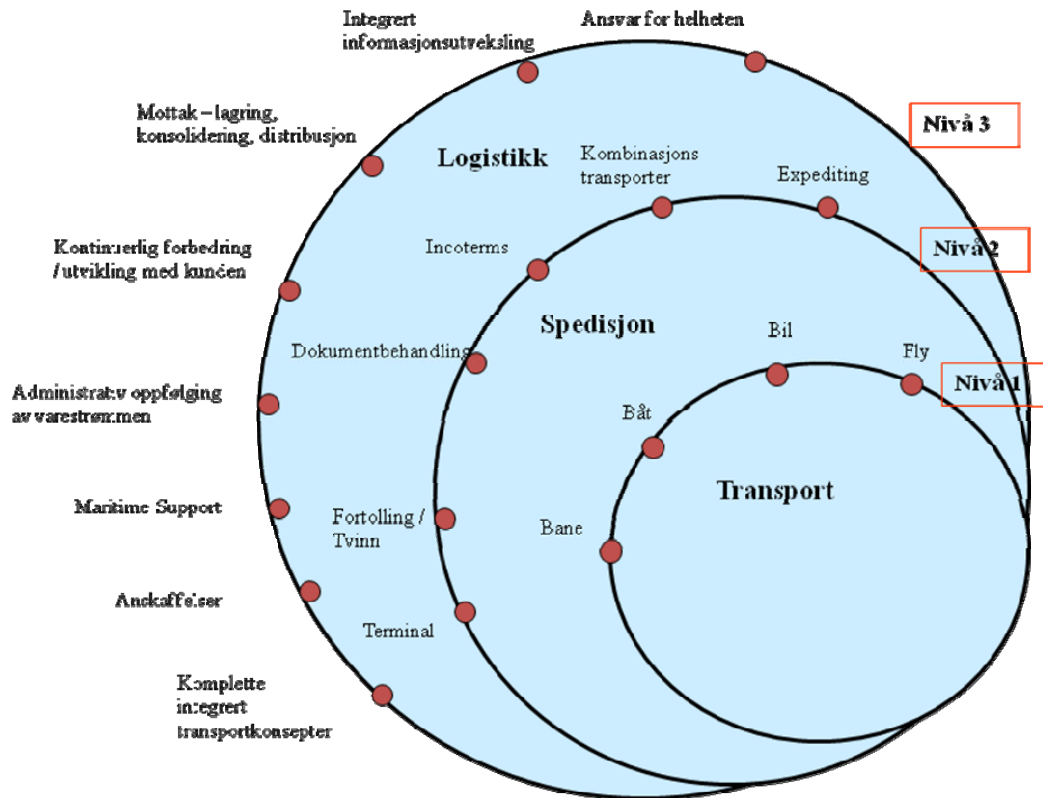 Integrert
informasjonsutveksling
Ansvar for helheten
Mottak – lagring,
konsolidering, distribusjon
Nivå 3
Logistikk
Kombinasjons
transporter
Expediting
Kontinuerlig forbedring
/ utvikling med kunden
Incoterms
Nivå 2
Spedisjon
Bil
Dokumentbehandling
Fly
Administrativ oppfølging
av varestrømmen
Nivå 1
Båt
Transport
Maritime Support
Fortolling /
Tvinn
Bane
Anskaffelser
Terminal
Komplette
integrert
transportkonsepter